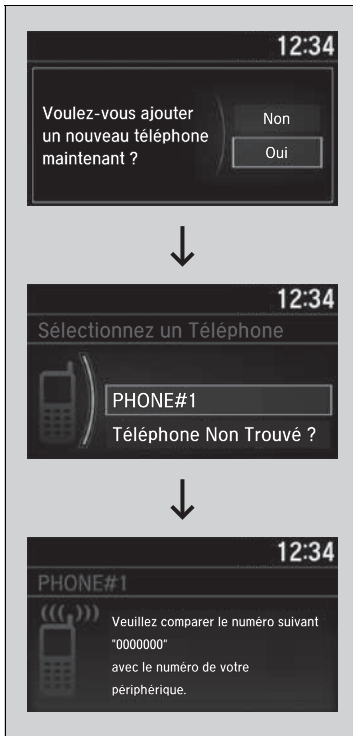 12:34
Voulez-vous ajouter
un nouveau téléphone
maintenant ?
Non
Oui
12:34
Sélectionnez un Téléphone
PHONE#1
Téléphone Non Trouvé ?
12:34
PHONE#1
Veuillez comparer le numéro suivant
"0000000"
avec le numéro de votre
périphérique.